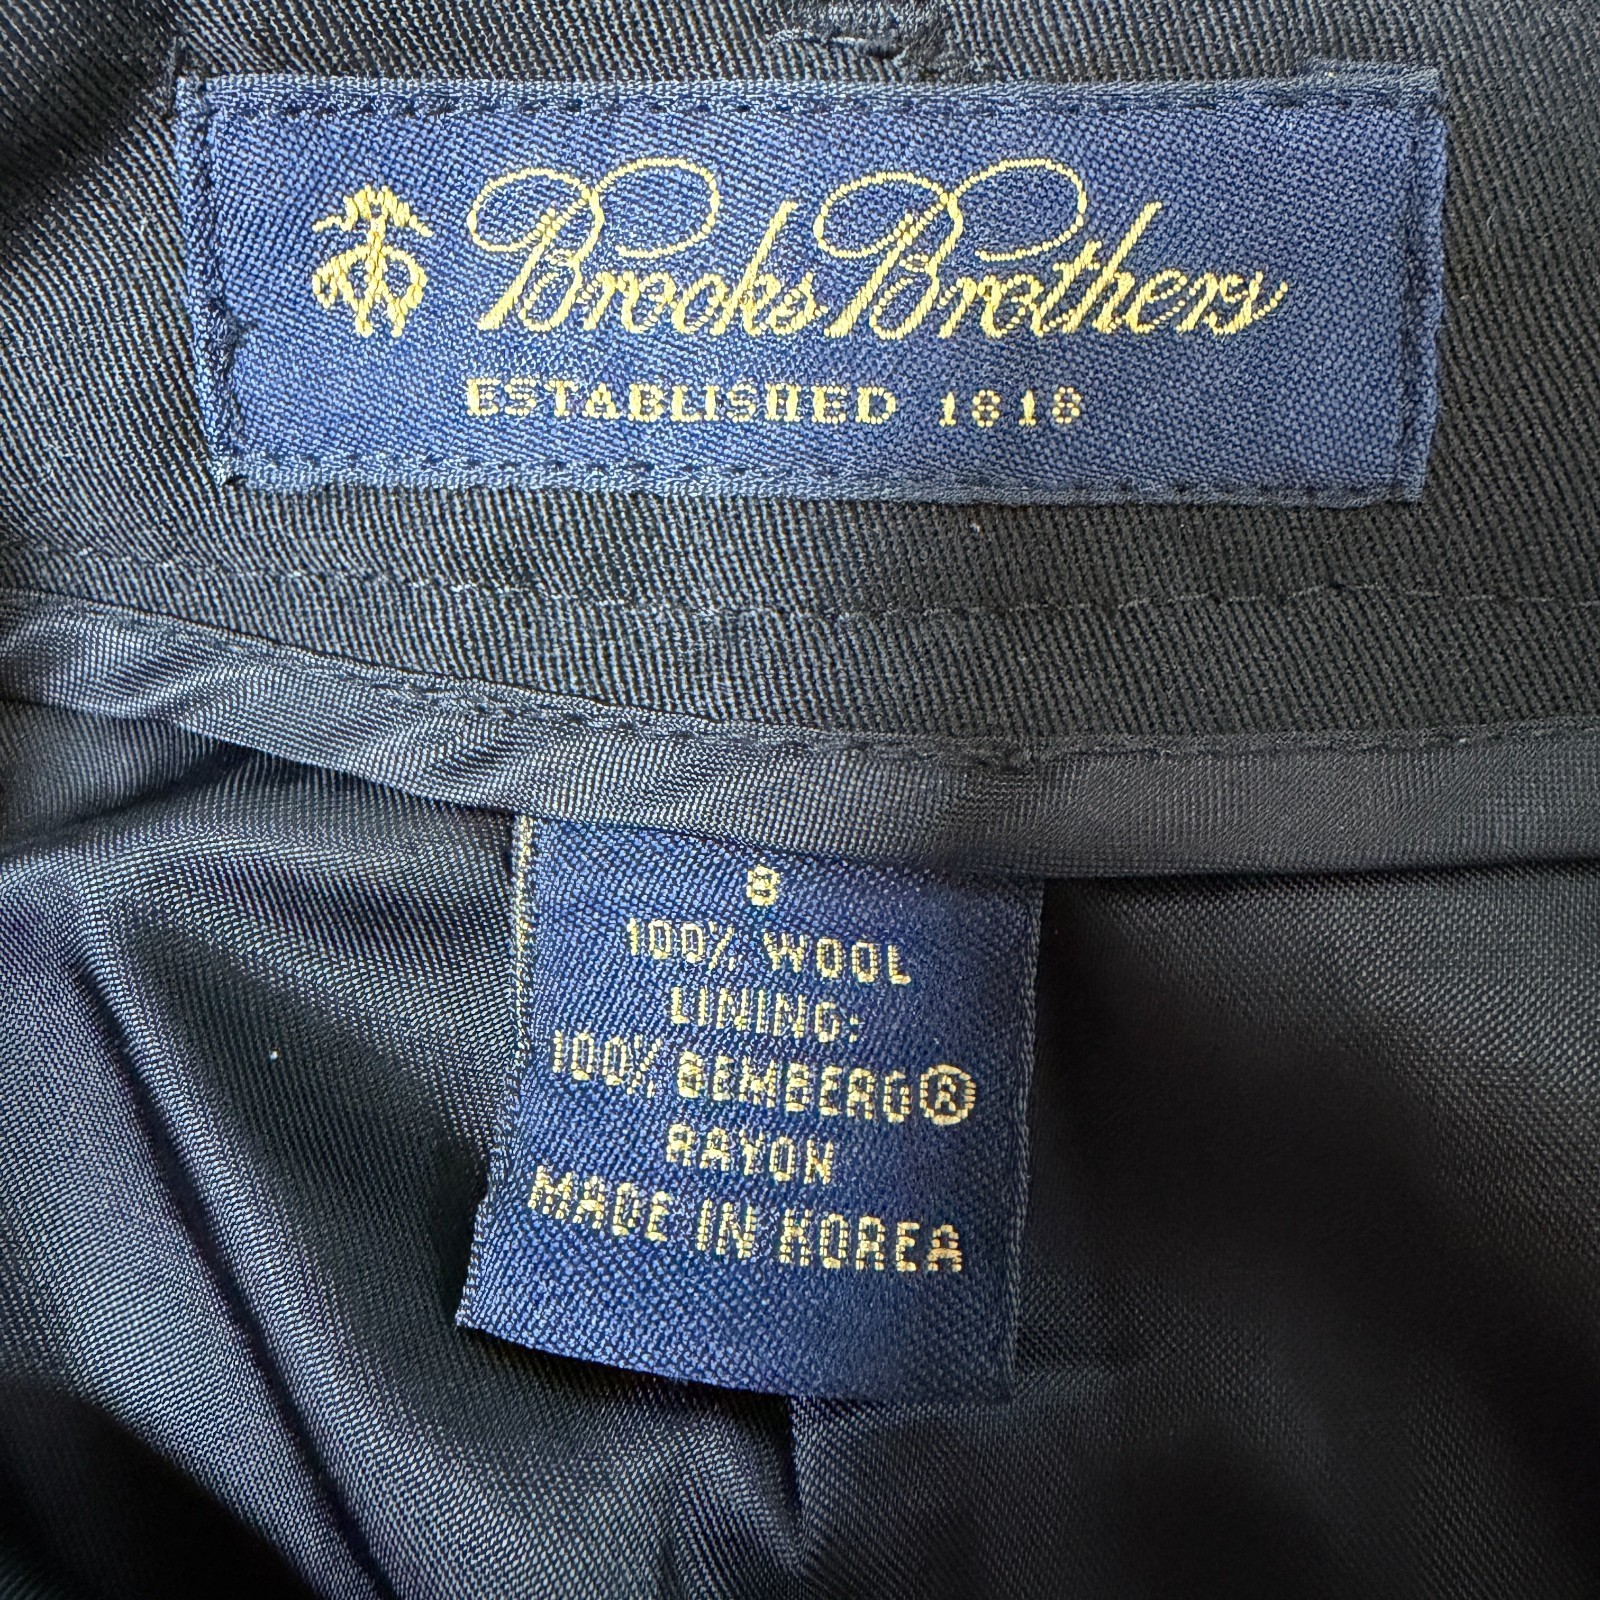 Brooks Brothers
ESTABLISHED 1818
8
100% WOOL
LINING:
100% BEMBERG®
RAYON
MADE IN KOREA